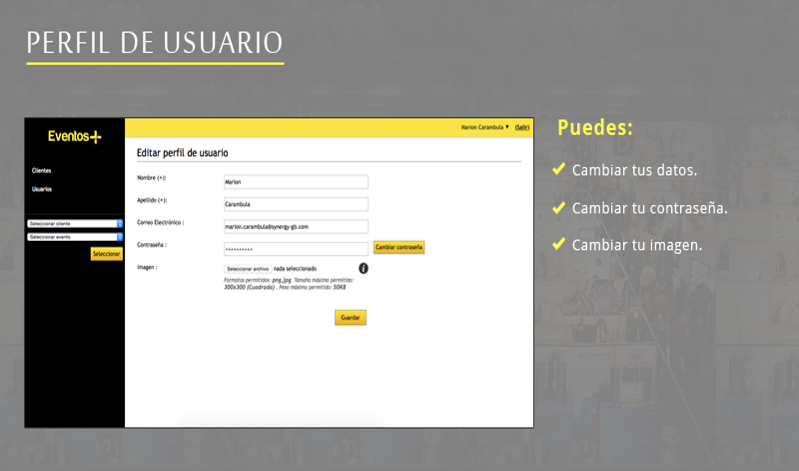 PERFIL DE USUARIO
Eventos+
Marion Carambula ▼ (Salir)
Clientes
Usuarios
Seleccionar cliente
Seleccionar evento
Seleccionar
Editar perfil de usuario
Nombre (+): Marion
Apellido (+): Carambula
Correo Electrónico : marion.carambula@synergy-gb.com
Contraseña : •••••••••• Cambiar contraseña
Imagen : Seleccionar archivo nada seleccionado i
Formatos permitidos: png,jpg. Tamaño máximo permitido:
300x300 (Cuadrada) . Peso máximo permitido: 50KB
Guardar
Puedes:
✔ Cambiar tus datos.
✔ Cambiar tu contraseña.
✔ Cambiar tu imagen.